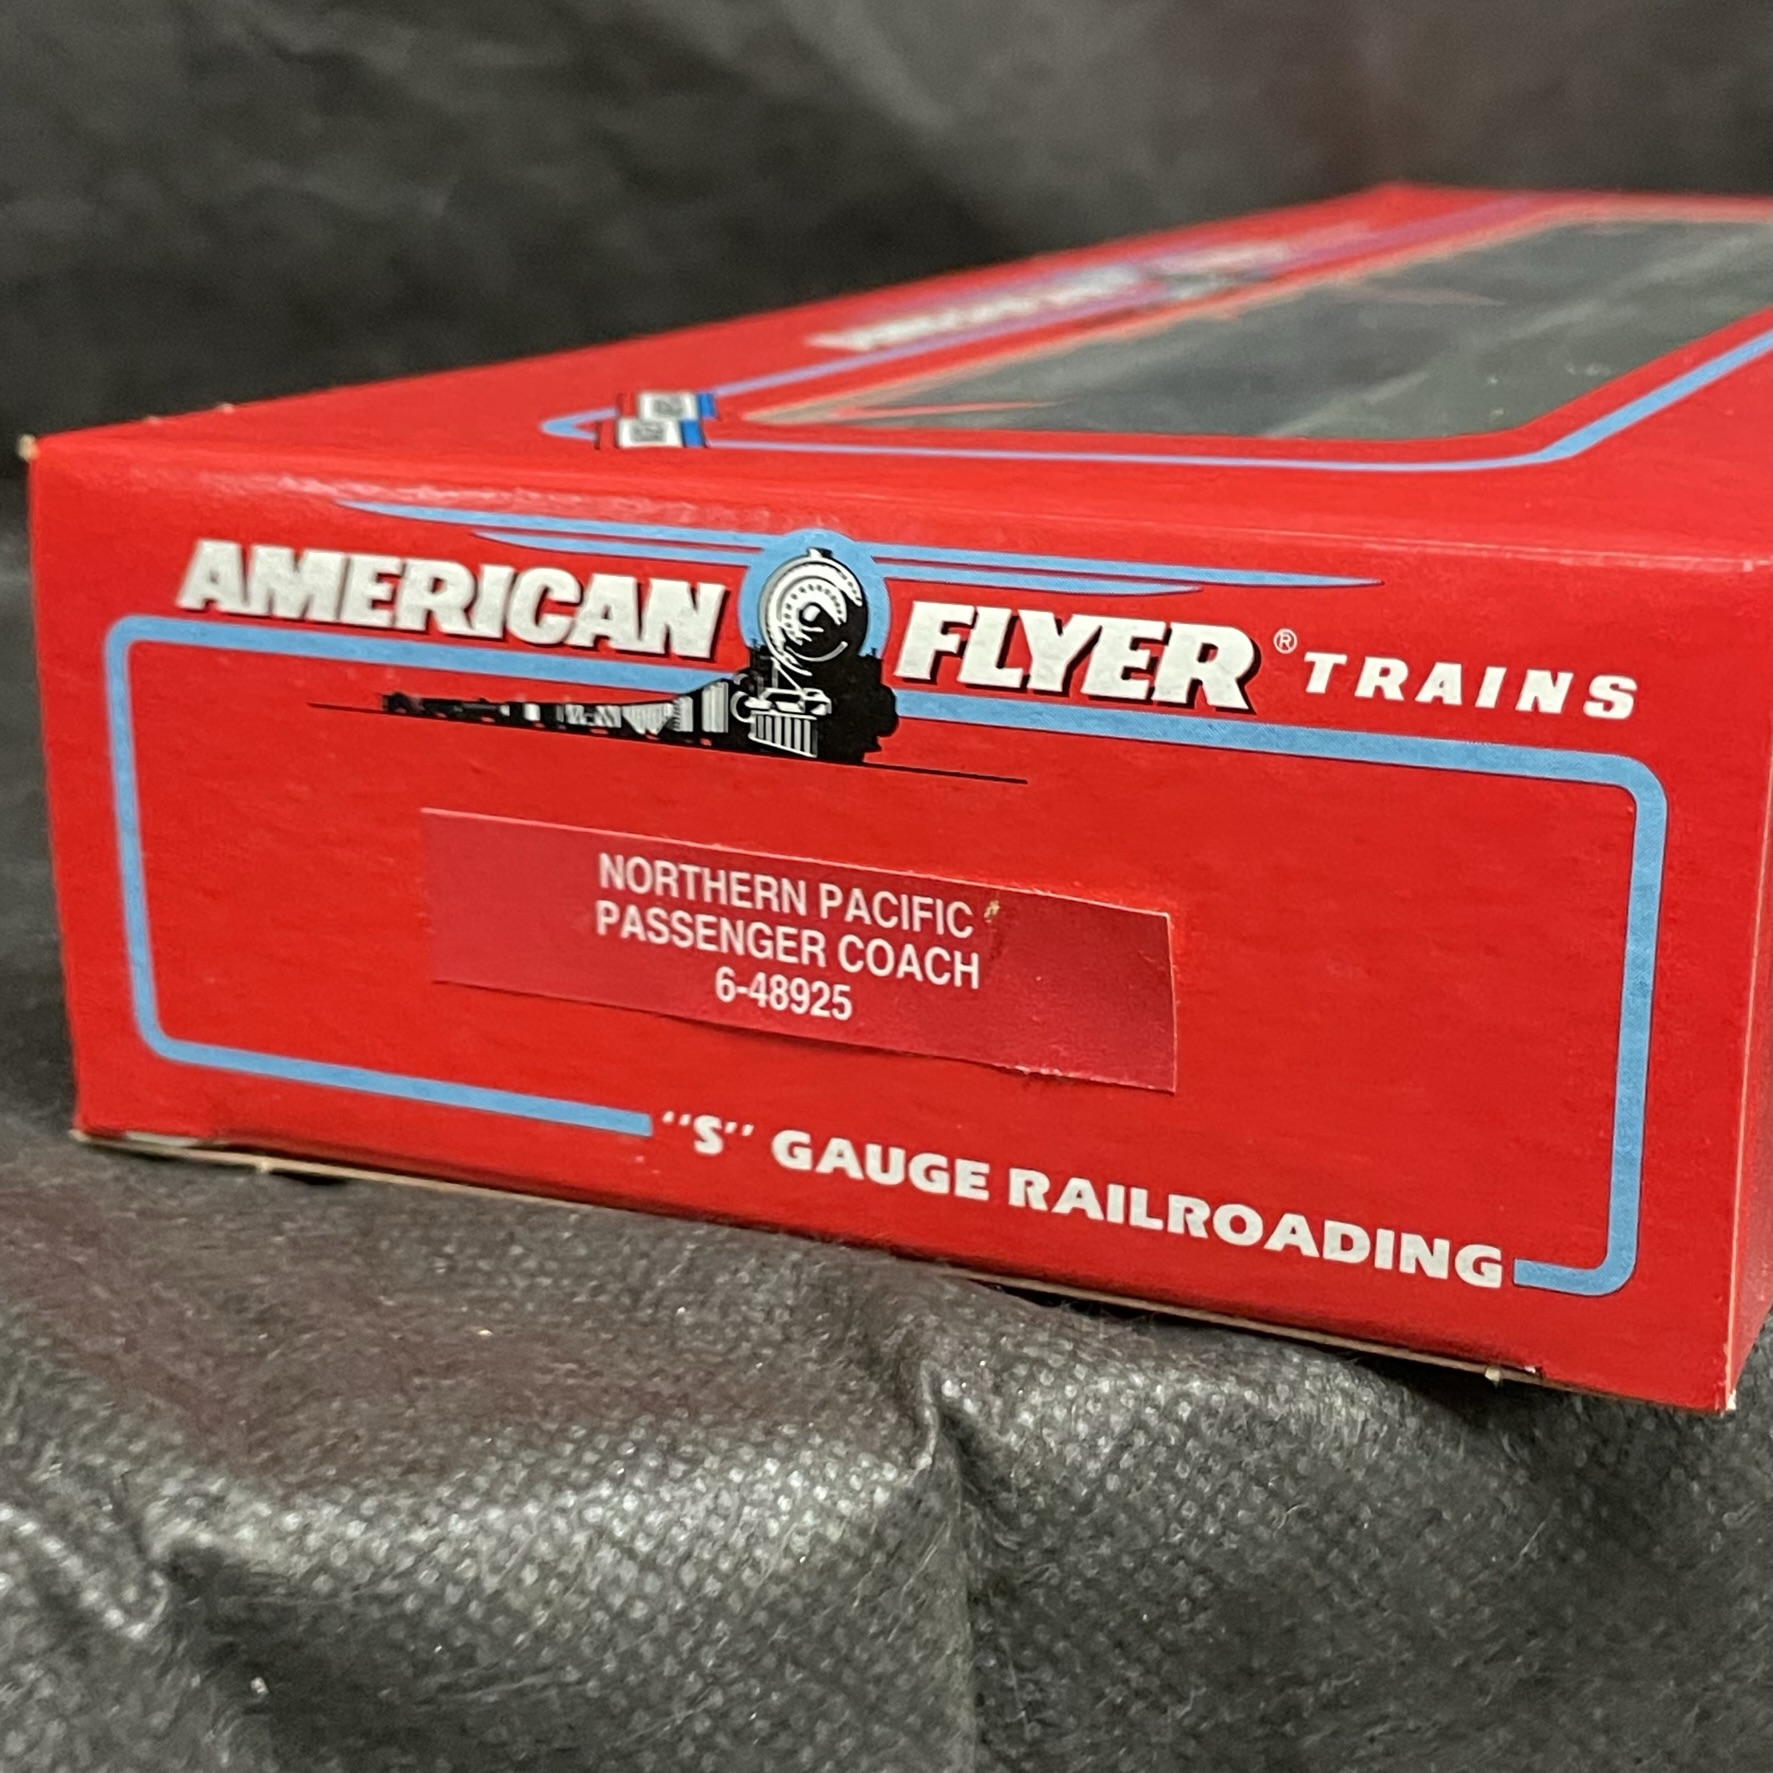 AMERICAN FLYER® TRAINS
NORTHERN PACIFIC
PASSENGER COACH
6-48925
"S" GAUGE RAILROADING